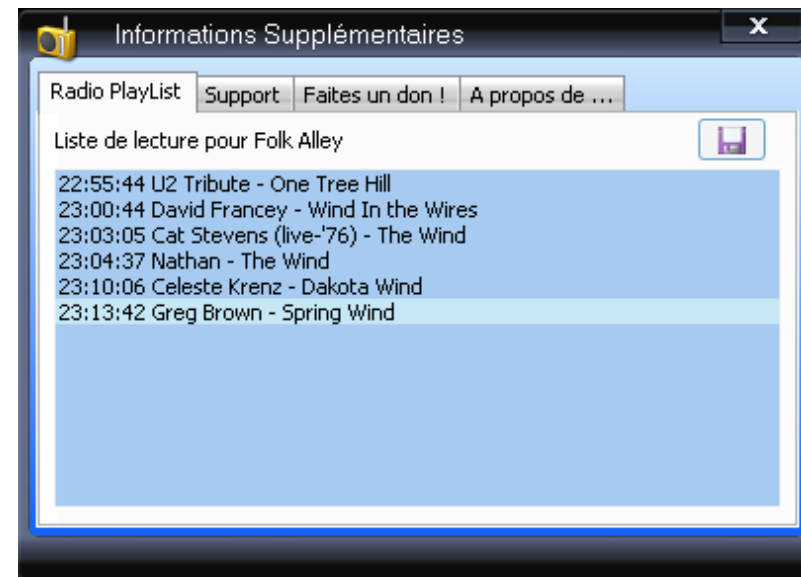 Informations Supplémentaires
X
Radio PlayList Support Faites un don ! A propos de ...
Liste de lecture pour Folk Alley
22:55:44 U2 Tribute - One Tree Hill
23:00:44 David Francey - Wind In the Wires
23:03:05 Cat Stevens (live-'76) - The Wind
23:04:37 Nathan - The Wind
23:10:06 Celeste Krenz - Dakota Wind
23:13:42 Greg Brown - Spring Wind